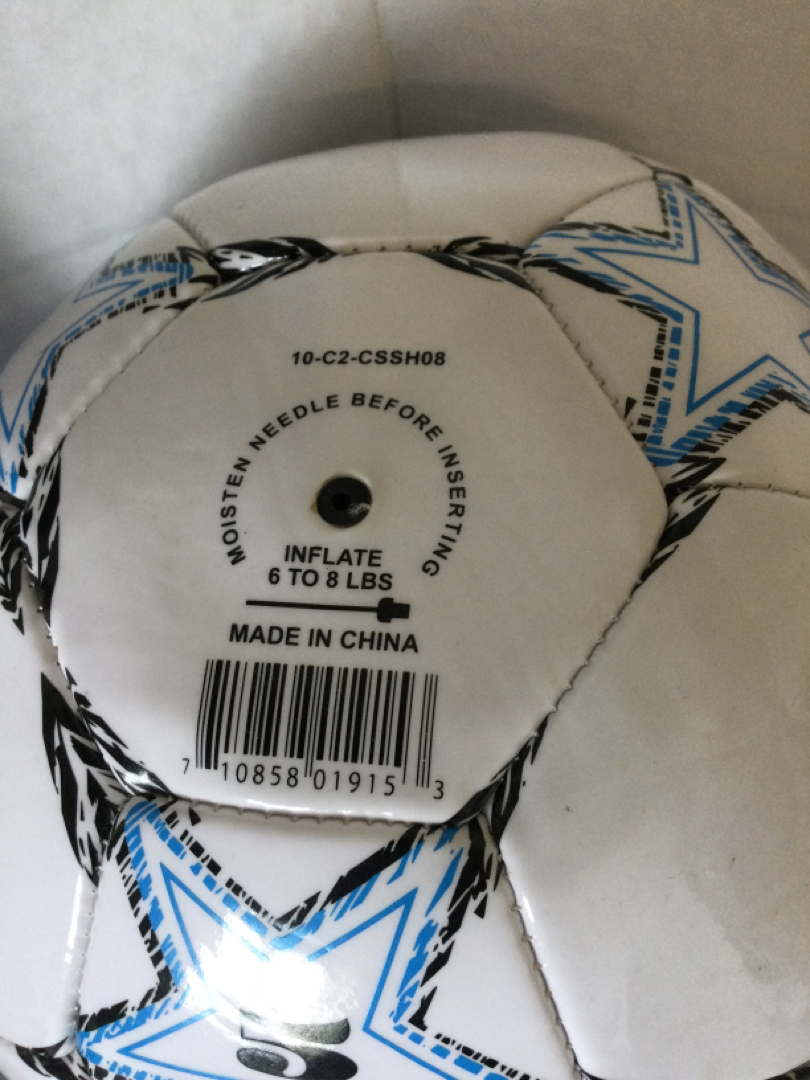 10-C2-CSSH08
MOISTEN NEEDLE BEFORE INSERTING
INFLATE
6 TO 8 LBS
MADE IN CHINA
7 10858 01915 3
5